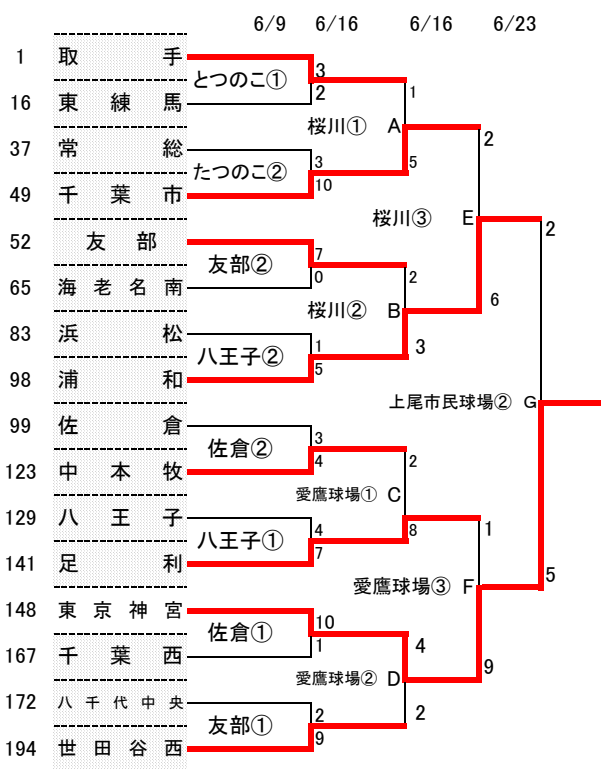 6/9 6/16 6/16 6/23
1 取手
とつのこ① 3
2
16 東練馬
1
桜川① A
37 常総
たつのこ② 3
10
5
49 千葉市
2
桜川③ E
2
52 友部
友部② 7
0
65 海老名南
2
桜川② B
6
83 浜松
八王子② 1
5
3
98 浦和
上尾市民球場② G
99 佐倉
佐倉② 3
4
123 中本牧
2
愛鷹球場① C
129 八王子
八王子① 4
7
8
141 足利
1
愛鷹球場③ F
5
148 東京神宮
佐倉① 10
1
167 千葉西
4
愛鷹球場② D
9
172 八千代中央
友部① 2
9
2
194 世田谷西